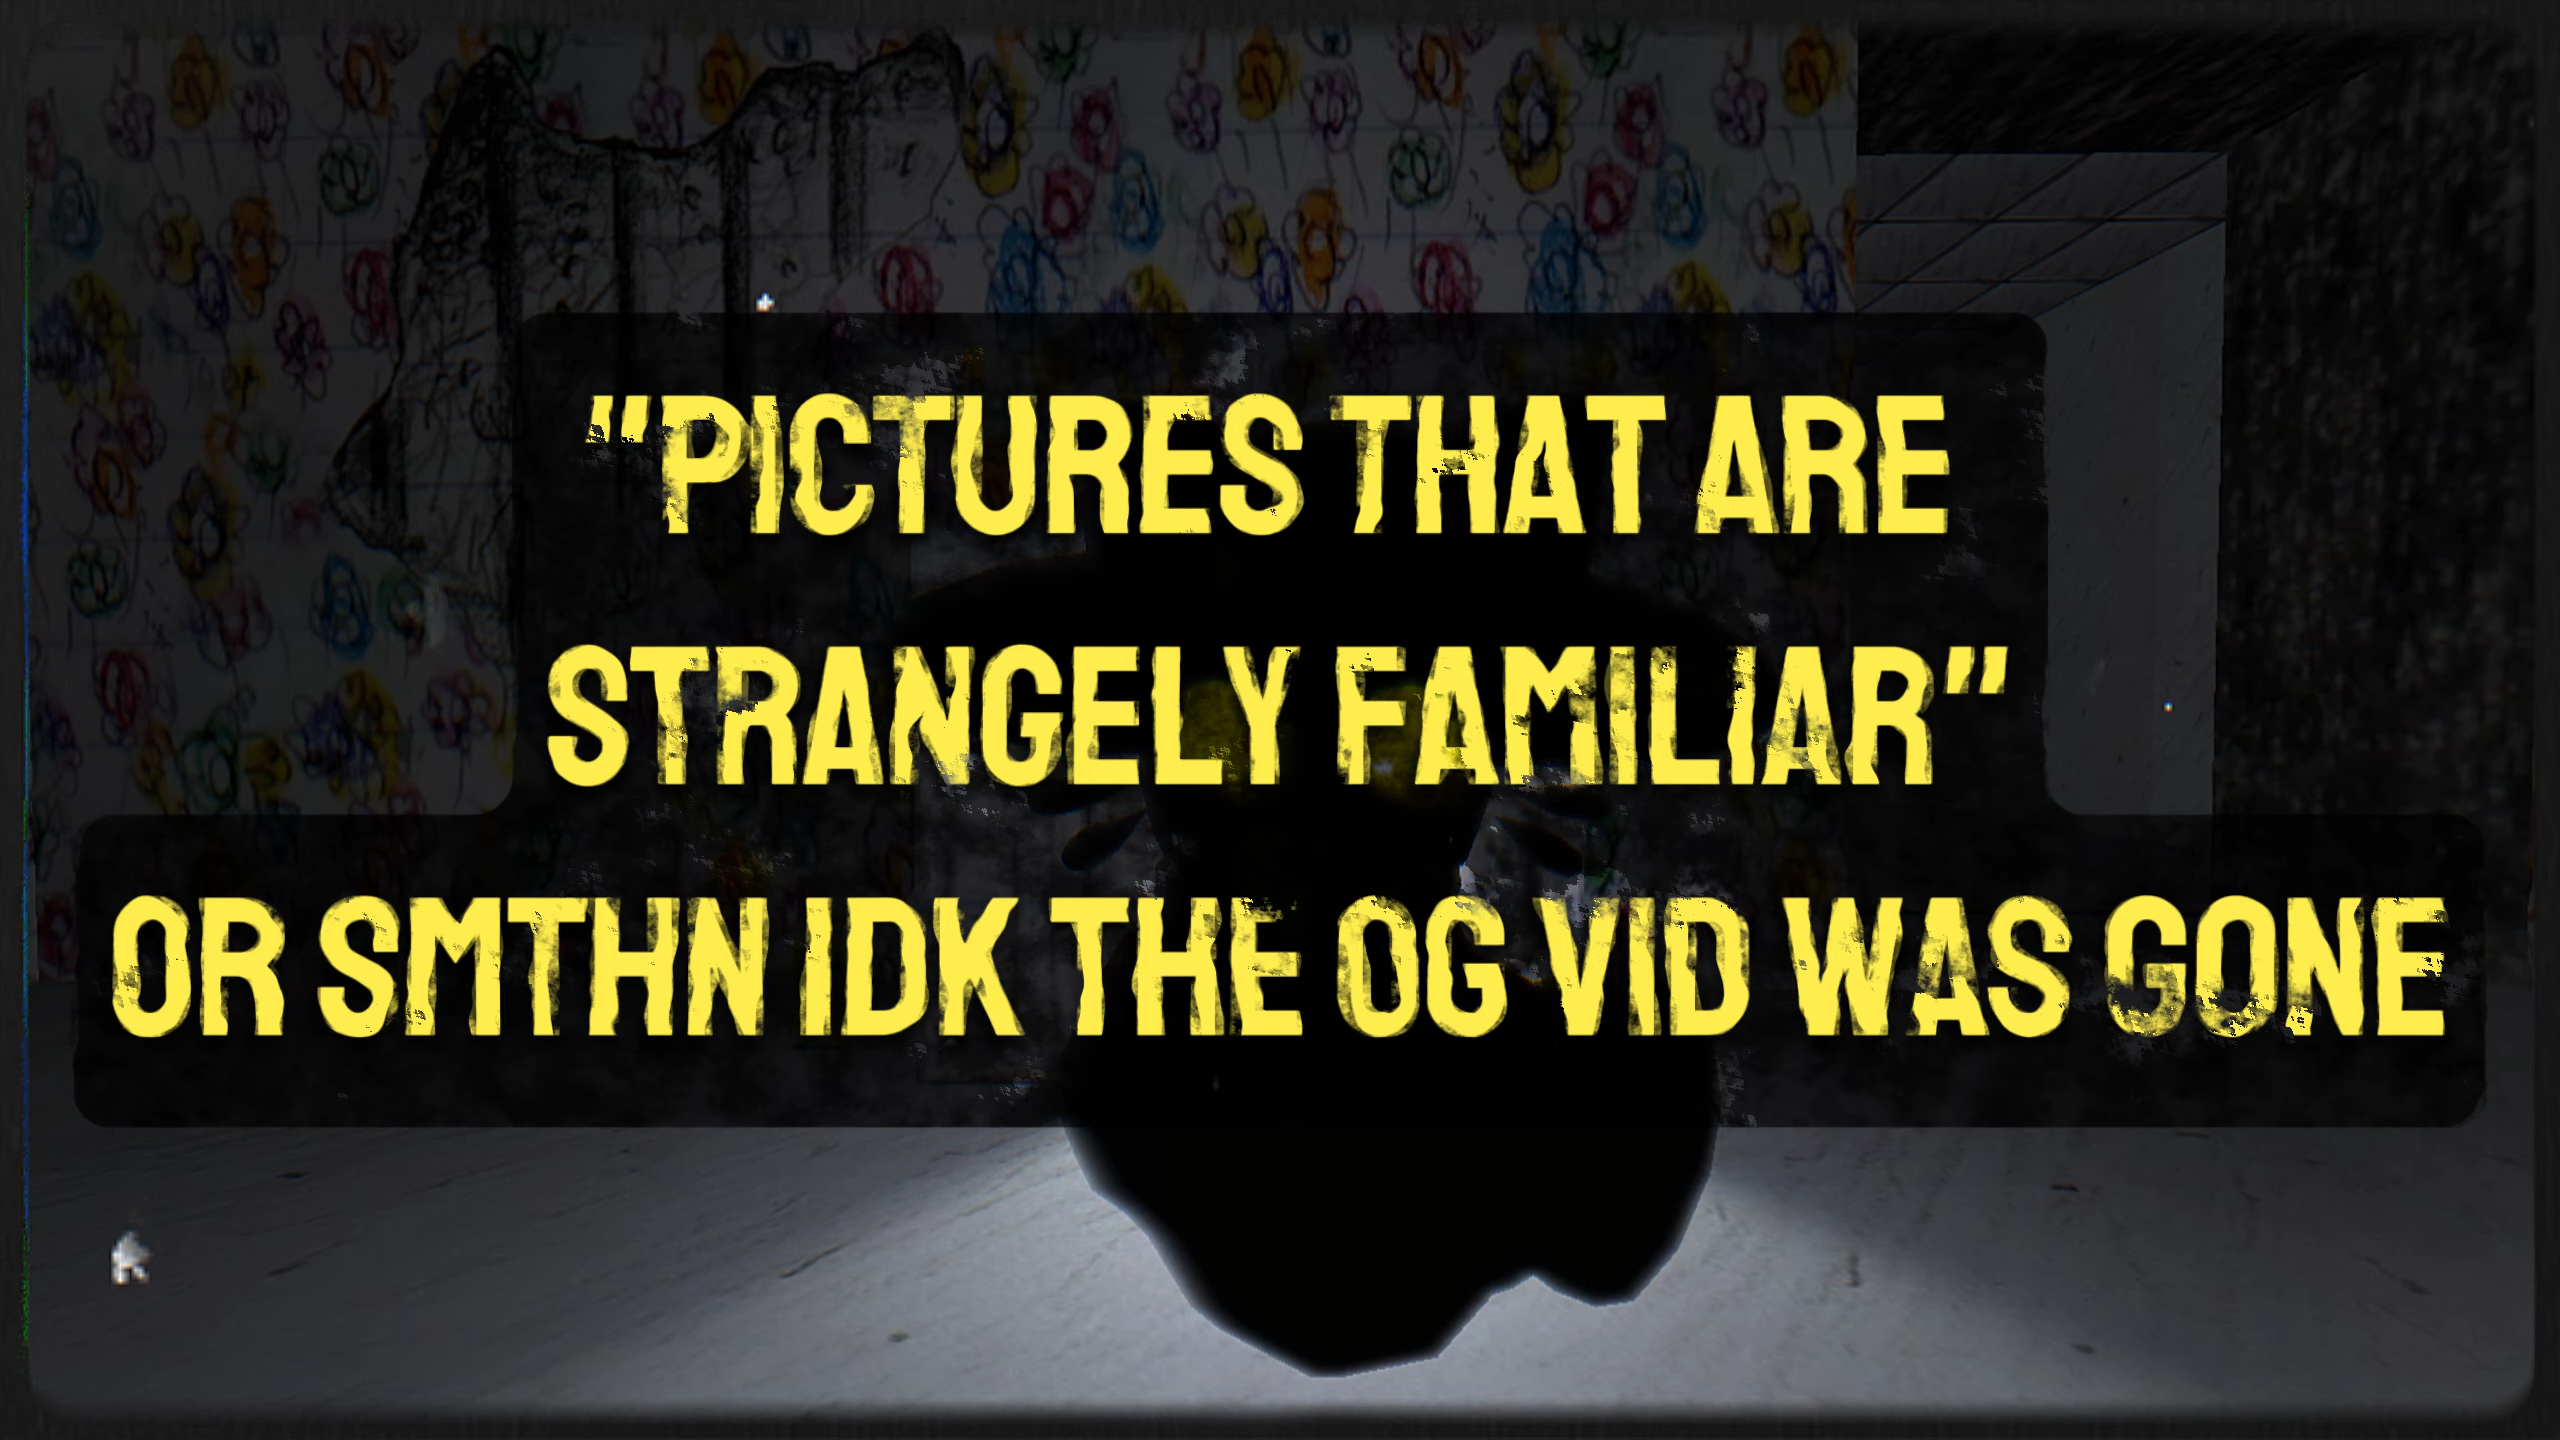 "PICTURES THAT ARE
STRANGELY FAMILIAR"
OR SMTHN IDK THE OG VID WAS GONE